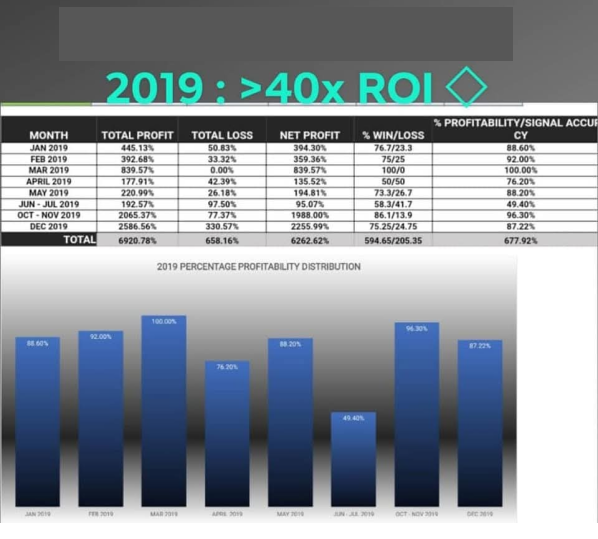 2019 : >40x ROI
% PROFITABILITY/SIGNAL ACCUR
MONTH TOTAL PROFIT TOTAL LOSS NET PROFIT % WIN/LOSS CY
JAN 2019 445.13% 50.83% 394.30% 76.7/23.3 88.60%
FEB 2019 392.68% 33.32% 359.36% 75/25 92.00%
MAR 2019 839.57% 0.00% 839.57% 100/0 100.00%
APRIL 2019 177.91% 42.39% 135.52% 50/50 76.20%
MAY 2019 220.99% 26.18% 194.81% 73.3/26.7 88.20%
JUN - JUL 2019 192.57% 97.50% 95.07% 58.3/41.7 49.40%
OCT - NOV 2019 2065.37% 77.37% 1988.00% 86.1/13.9 96.30%
DEC 2019 2586.56% 330.57% 2255.99% 75.25/24.75 87.22%
TOTAL 6920.78% 658.16% 6262.62% 594.65/205.35 677.92%
2019 PERCENTAGE PROFITABILITY DISTRIBUTION
88.60% 92.00% 100.00% 76.20% 88.20% 49.40% 96.30% 87.22%
JAN 2019 FEB 2019 MAR 2019 APRIL 2019 MAY 2019 JUN - JUL 2019 OCT - NOV 2019 DEC 2019